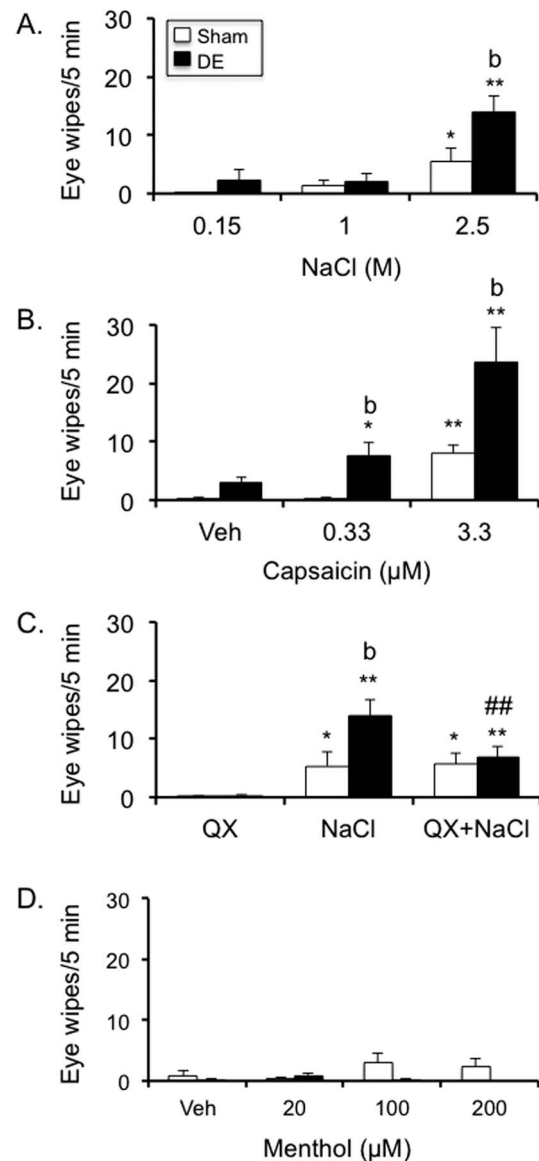 A.
Eye wipes/5 min
30
20
10
0
Sham
DE
*
b
**
0.15 1 2.5
NaCl (M)
B.
Eye wipes/5 min
30
20
10
0
b
*
**
b
**
Veh 0.33 3.3
Capsaicin (µM)
C.
Eye wipes/5 min
30
20
10
0
*
b
**
*
##
**
QX NaCl QX+NaCl
D.
Eye wipes/5 min
30
20
10
0
Veh 20 100 200
Menthol (µM)